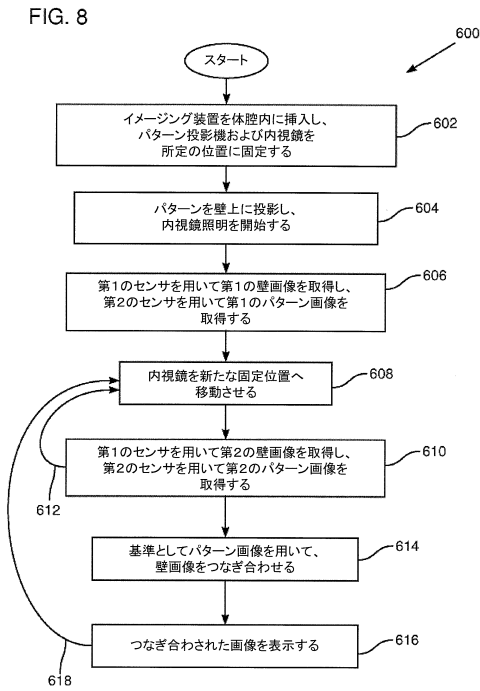 FIG. 8
600
スタート
イメージング装置を体腔内に挿入し、
パターン投影機および内視鏡を
所定の位置に固定する
602
パターンを壁上に投影し、
内視鏡照明を開始する
604
第1のセンサを用いて第1の壁画像を取得し、
第2のセンサを用いて第1のパターン画像を
取得する
606
内視鏡を新たな固定位置へ
移動させる
608
第1のセンサを用いて第2の壁画像を取得し、
第2のセンサを用いて第2のパターン画像を
取得する
610
612
基準としてパターン画像を用いて、
壁画像をつなぎ合わせる
614
つなぎ合わされた画像を表示する
616
618